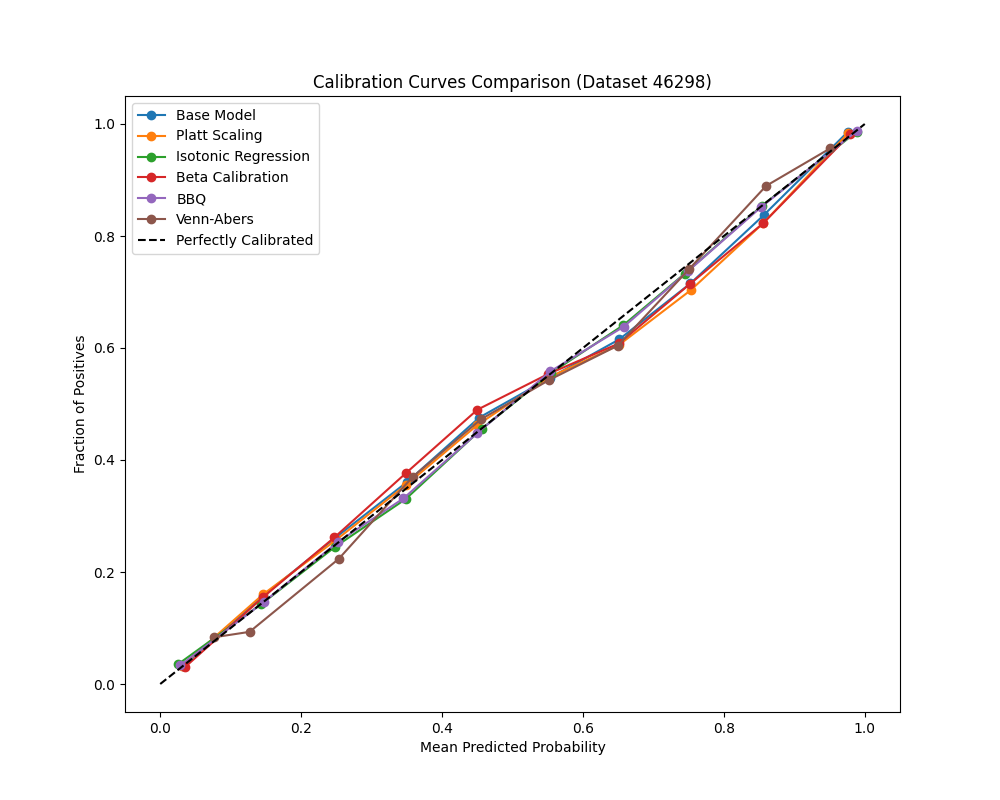 Calibration Curves Comparison (Dataset 46298)
Base Model
Platt Scaling
Isotonic Regression
Beta Calibration
BBQ
Venn-Abers
Perfectly Calibrated
Fraction of Positives
1.0
0.8
0.6
0.4
0.2
0.0
0.0 0.2 0.4 0.6 0.8 1.0
Mean Predicted Probability